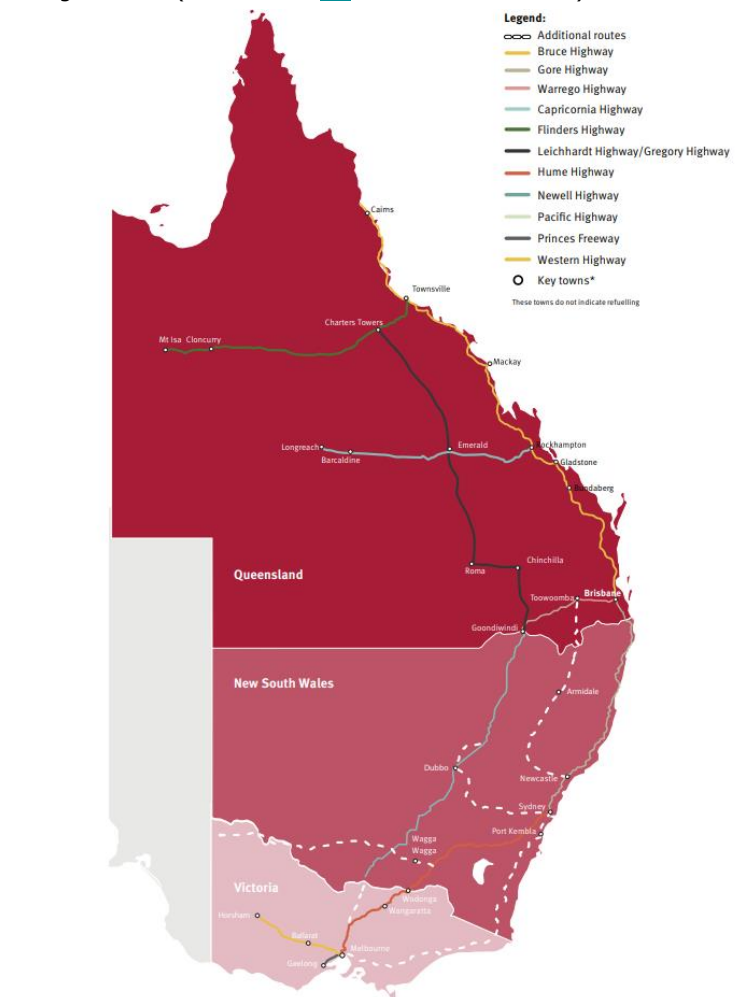 Legend:
Additional routes
Bruce Highway
Gore Highway
Warrego Highway
Capricornia Highway
Flinders Highway
Leichhardt Highway/Gregory Highway
Hume Highway
Newell Highway
Pacific Highway
Princes Freeway
Western Highway
Key towns*
These towns do not indicate refuelling
Cairns
Townsville
Charters Towers
Mt Isa Cloncurry
Mackay
Longreach
Barcaldine
Emerald
Rockhampton
Gladstone
Bundaberg
Roma
Chinchilla
Queensland
Toowoomba
Brisbane
Goondiwindi
New South Wales
Armidale
Dubbo
Newcastle
Sydney
Port Kembla
Wagga
Wagga
Victoria
Wodonga
Wangaratta
Horsham
Ballarat
Melbourne
Geelong